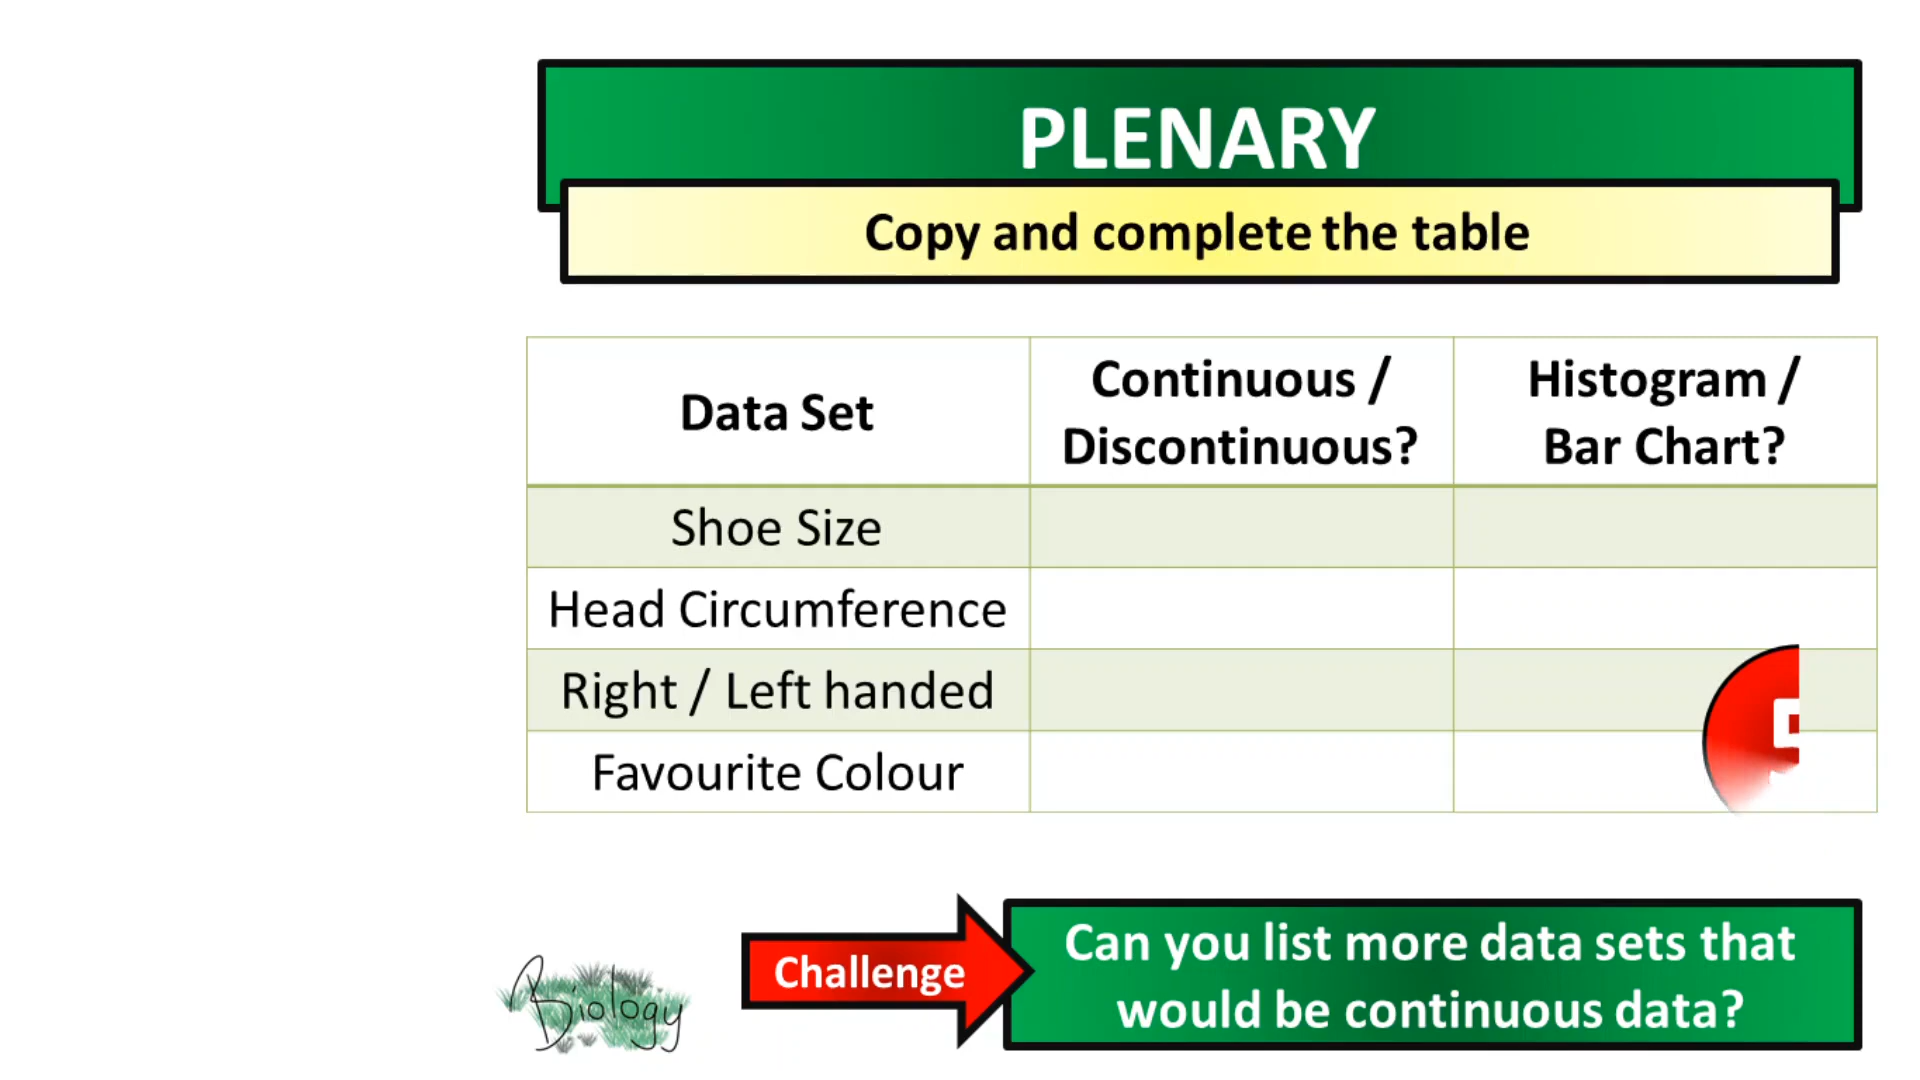 PLENARY
Copy and complete the table
Data Set
Continuous /
Discontinuous?
Histogram /
Bar Chart?
Shoe Size
Head Circumference
Right / Left handed
Favourite Colour
Biology
Challenge
Can you list more data sets that
would be continuous data?